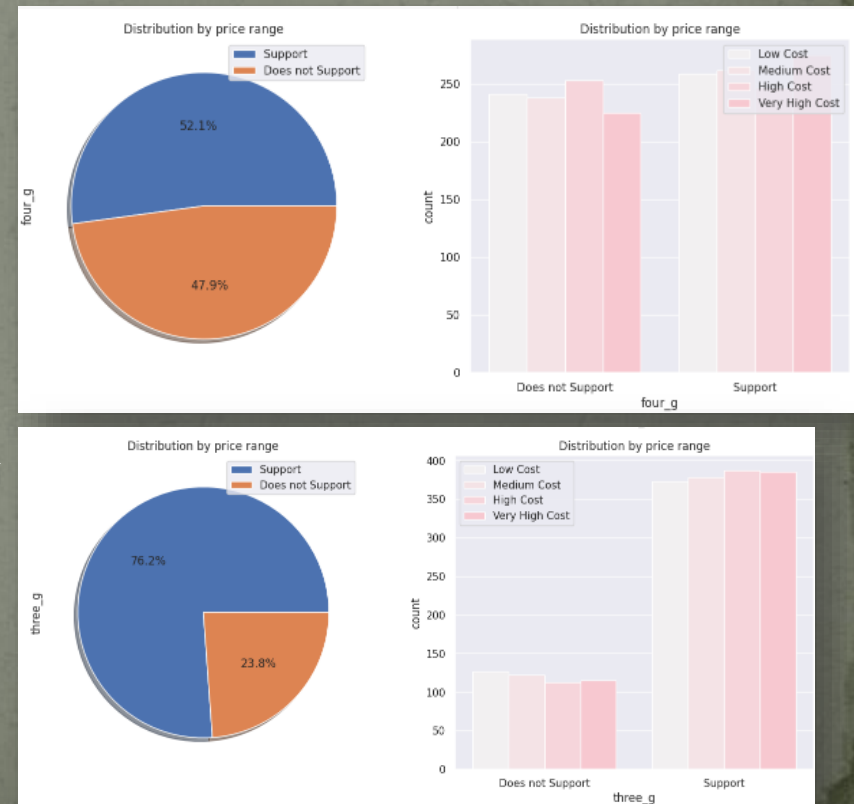 Distribution by price range
Support
Does not Support
52.1%
47.9%
four_g
Distribution by price range
Low Cost
Medium Cost
High Cost
Very High Cost
250
200
150
100
50
0
count
Does not Support
Support
four_g
Distribution by price range
Support
Does not Support
76.2%
23.8%
three_g
Distribution by price range
Low Cost
Medium Cost
High Cost
Very High Cost
400
350
300
250
200
150
100
50
0
count
Does not Support
Support
three_g